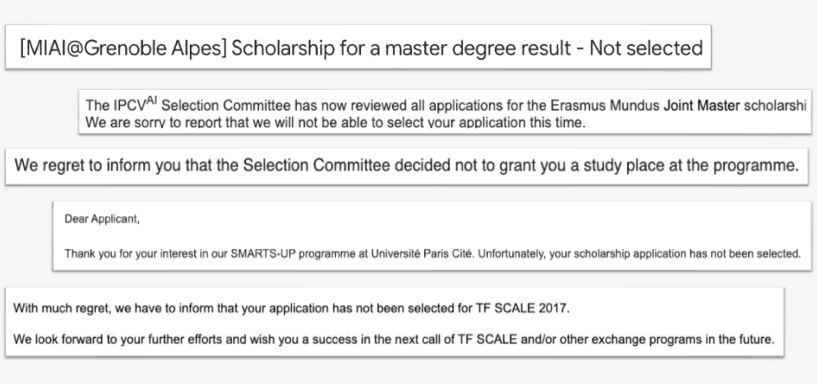 [MIAI@Grenoble Alpes] Scholarship for a master degree result - Not selected
The IPCVAI Selection Committee has now reviewed all applications for the Erasmus Mundus Joint Master scholarshi
We are sorry to report that we will not be able to select your application this time.
We regret to inform you that the Selection Committee decided not to grant you a study place at the programme.
Dear Applicant,
Thank you for your interest in our SMARTS-UP programme at Université Paris Cité. Unfortunately, your scholarship application has not been selected.
With much regret, we have to inform that your application has not been selected for TF SCALE 2017.
We look forward to your further efforts and wish you a success in the next call of TF SCALE and/or other exchange programs in the future.